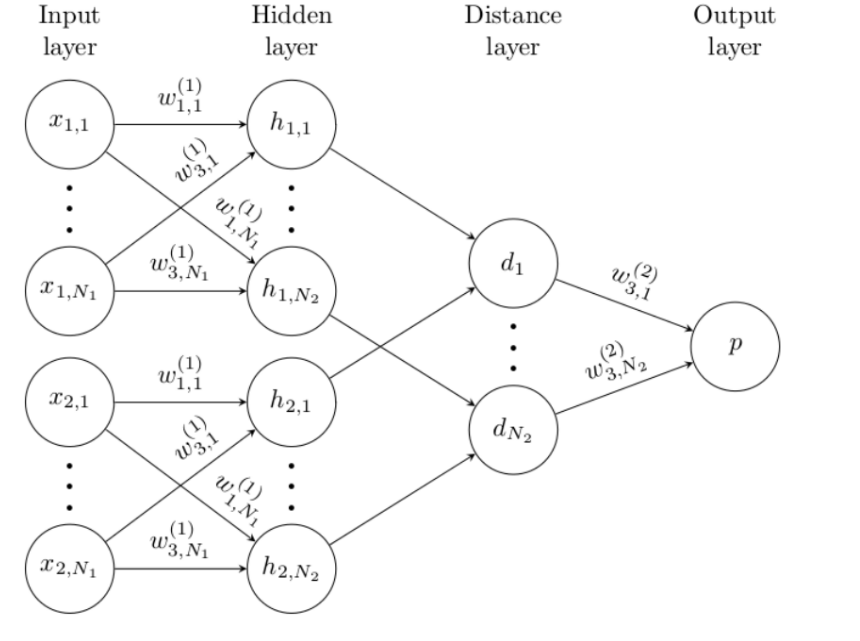 Input Hidden Distance Output
layer layer layer layer
x_{1,1} w_{1,1}^{(1)} h_{1,1}
w_{3,1}^{(1)}
w_{1,N_1}^{(1)}
x_{1,N_1} w_{3,N_1}^{(1)} h_{1,N_2}
d_1 w_{3,1}^{(2)}
p
w_{3,N_2}^{(2)}
d_{N_2}
x_{2,1} w_{1,1}^{(1)} h_{2,1}
w_{3,1}^{(1)}
w_{1,N_1}^{(1)}
x_{2,N_1} w_{3,N_1}^{(1)} h_{2,N_2}